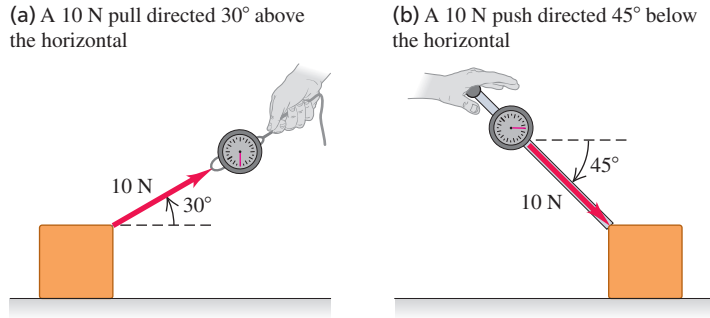 (a) A 10 N pull directed 30° above
the horizontal
10 N
30°
(b) A 10 N push directed 45° below
the horizontal
45°
10 N